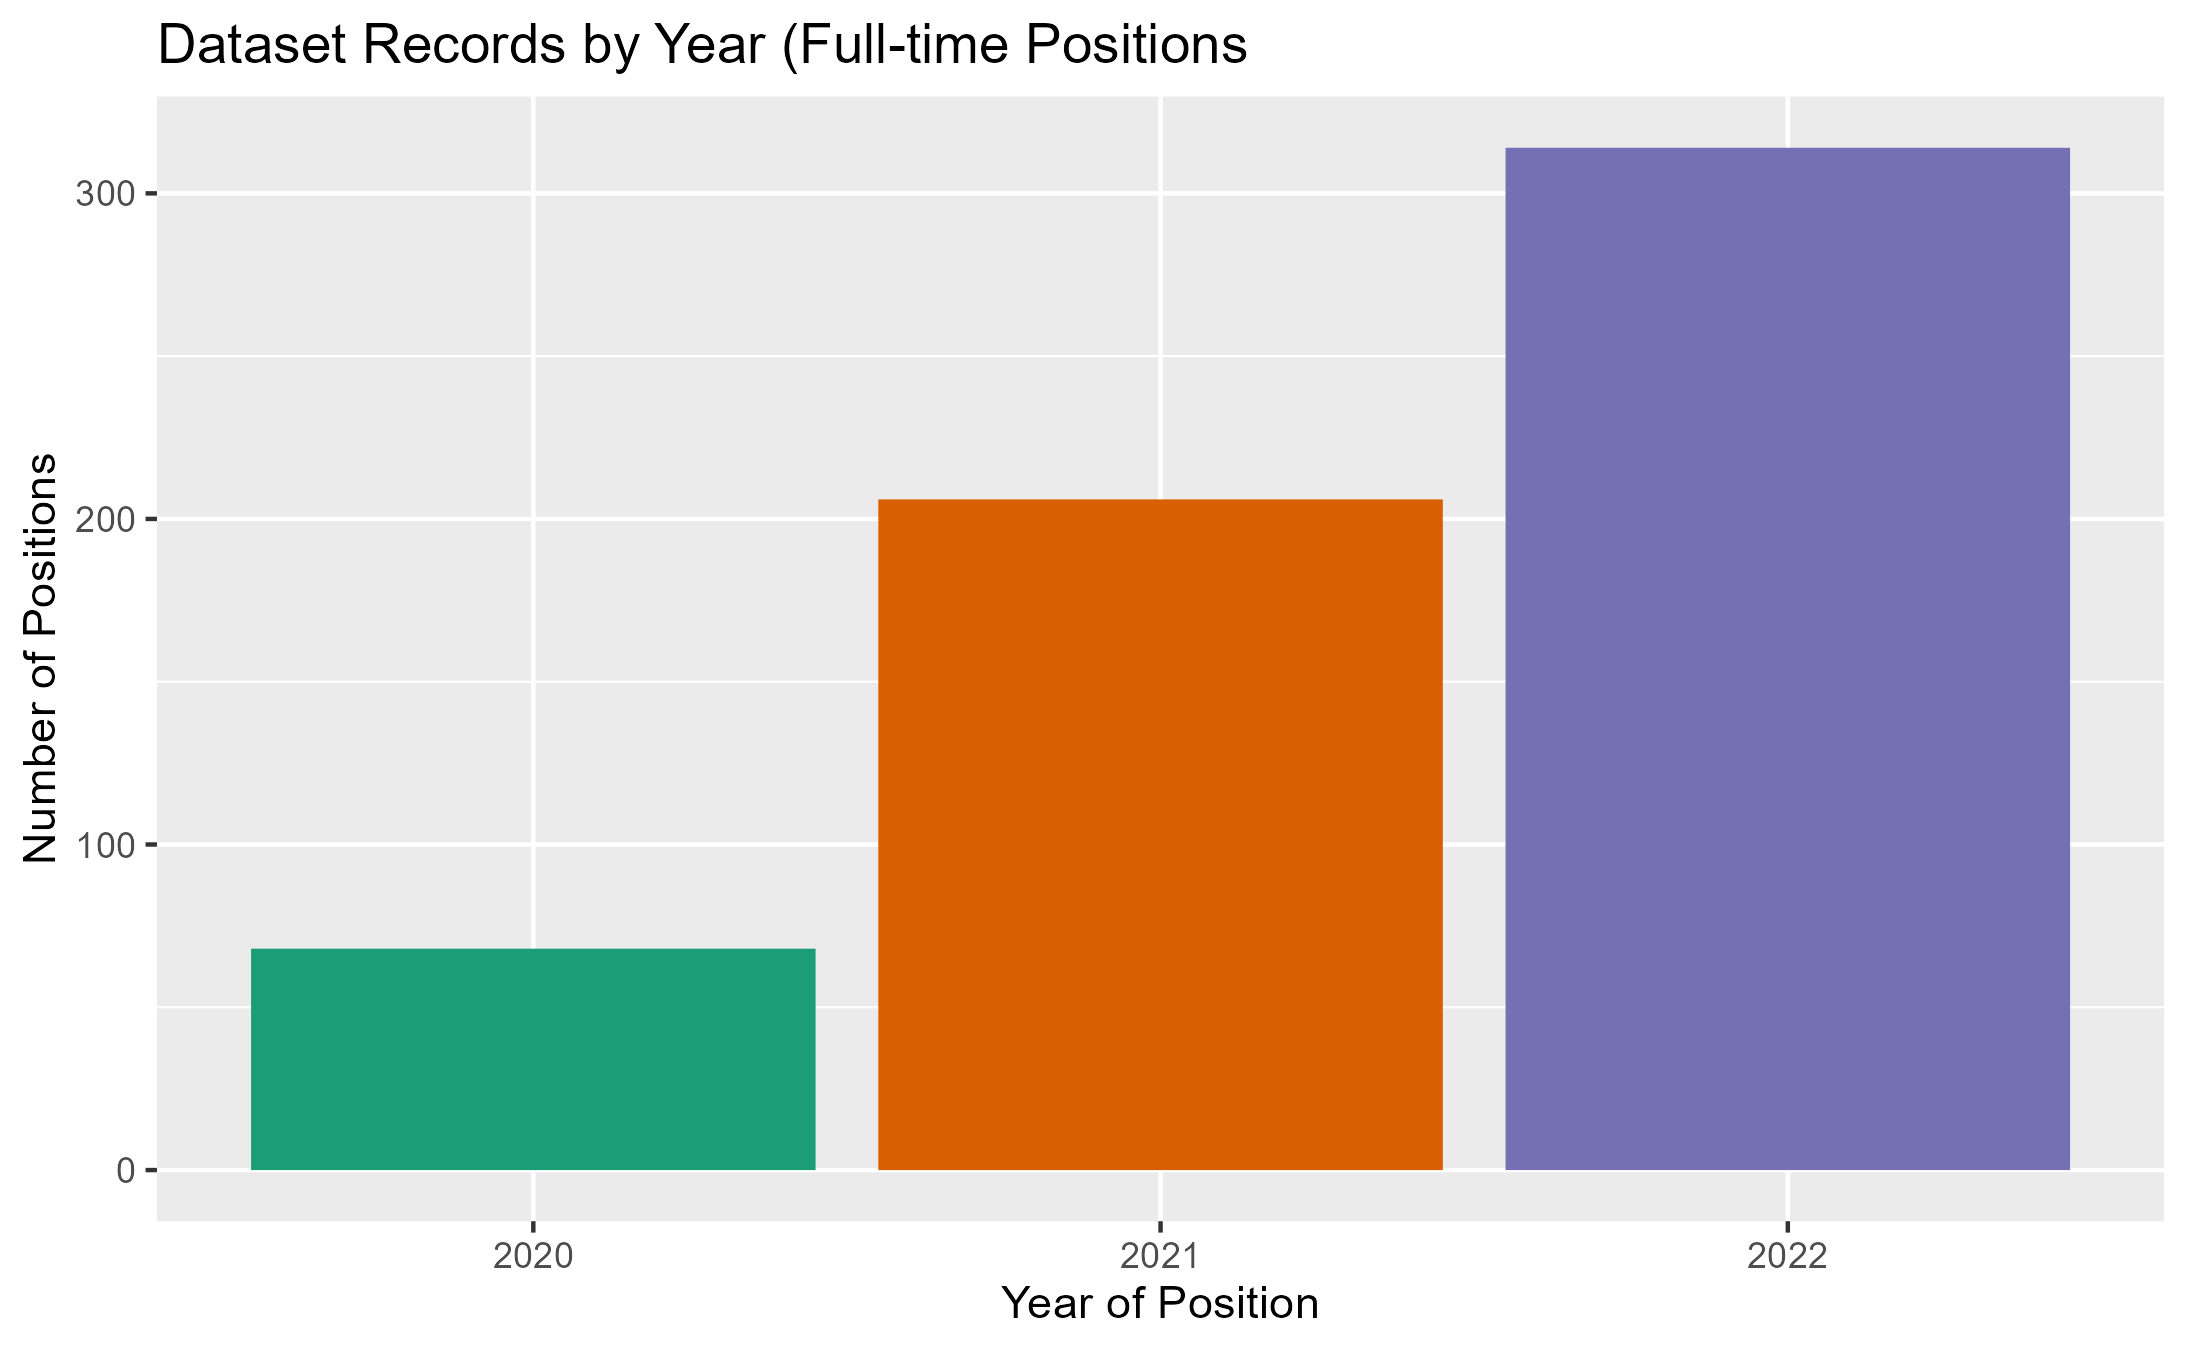 Dataset Records by Year (Full-time Positions
Number of Positions
300
200
100
0
2020
2021
2022
Year of Position